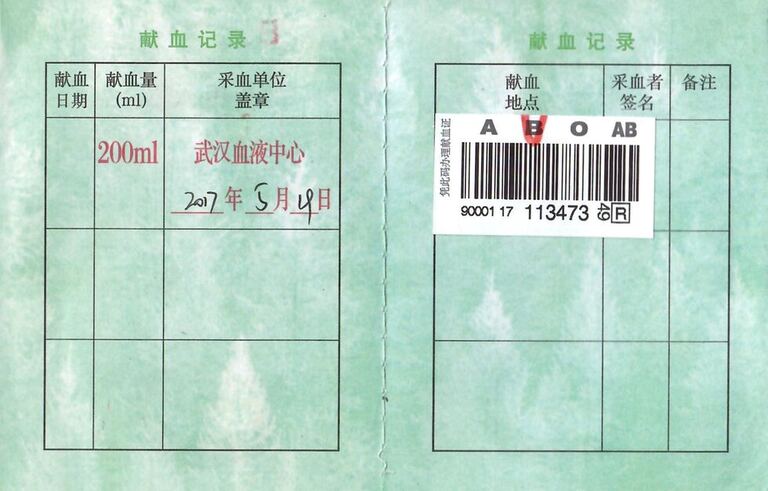 献血记录
献血日期 献血量(ml) 采血单位盖章
200ml 武汉血液中心
2017年5月19日
献血记录
献血地点 采血者签名 备注
凭此码办理献血证
A B O AB
90001 17 113473 49 R